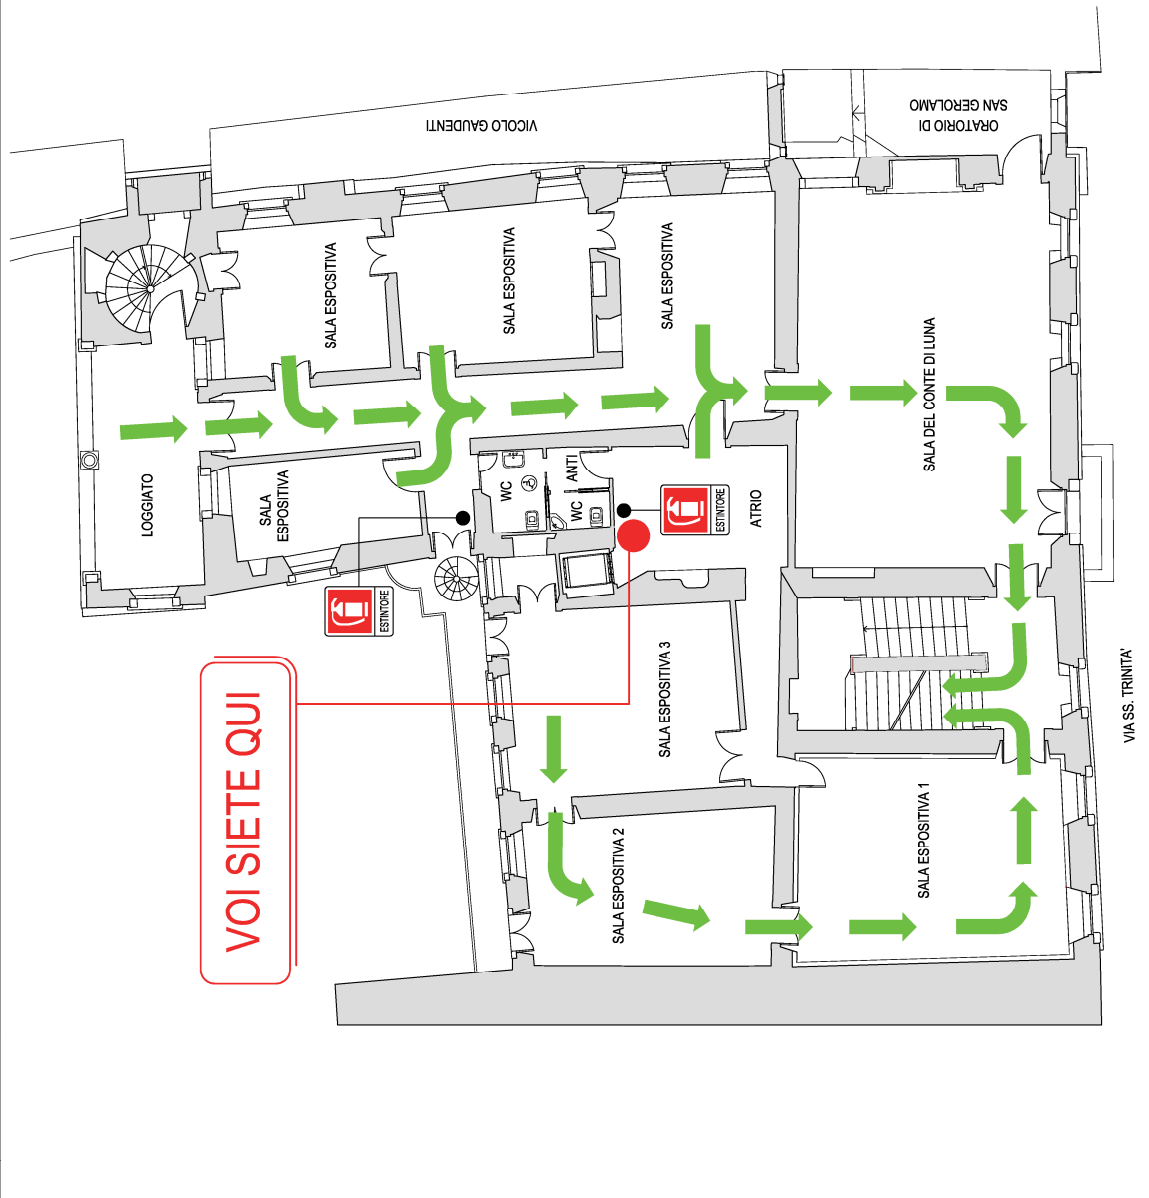 VICOLO GAUDENTI
ORATORIO DI
SAN GEROLAMO
SALA ESPOSITIVA
SALA ESPOSITIVA
SALA ESPOSITIVA
SALA DEL CONTE DI LUNA
LOGGIATO
SALA
ESPOSITIVA
WC
ANTI
WC
ESTINTORE
ATRIO
ESTINTORE
VOI SIETE QUI
SALA ESPOSITIVA 3
VIA SS. TRINITA'
SALA ESPOSITIVA 2
SALA ESPOSITIVA 1